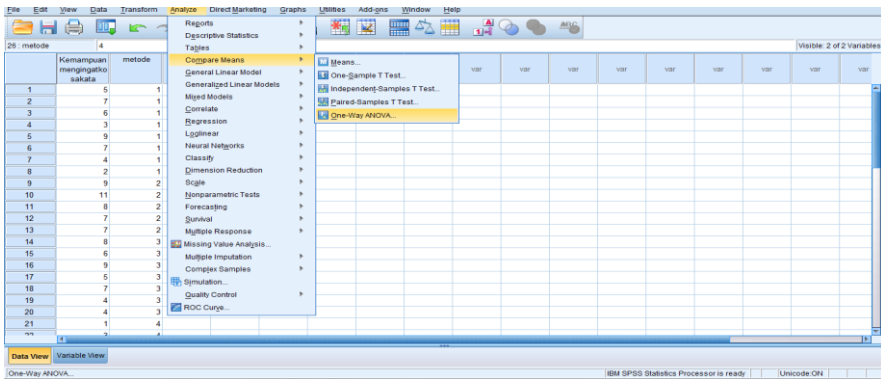 File Edit View Data Transform Analyze Direct Marketing Graphs Utilities Add-ons Window Help
26 : metode 4 Visible: 2 of 2 Variables
Kemampuan mengingatko sakata metode var var var var var var var var
1 5 1
2 7 1
3 6 1
4 3 1
5 9 1
6 7 1
7 4 1
8 2 1
9 9 2
10 11 2
11 8 2
12 7 2
13 7 2
14 8 3
15 6 3
16 9 3
17 5 3
18 7 3
19 4 3
20 4 3
21 1 4
Reports
Descriptive Statistics
Tables
Compare Means
General Linear Model
Generalized Linear Models
Mixed Models
Correlate
Regression
Loglinear
Neural Networks
Classify
Dimension Reduction
Scale
Nonparametric Tests
Forecasting
Survival
Multiple Response
Missing Value Analysis...
Multiple Imputation
Complex Samples
Simulation...
Quality Control
ROC Curve...
Means...
One-Sample T Test...
Independent-Samples T Test...
Paired-Samples T Test...
One-Way ANOVA...
Data View Variable View
One-Way ANOVA... IBM SPSS Statistics Processor is ready Unicode:ON